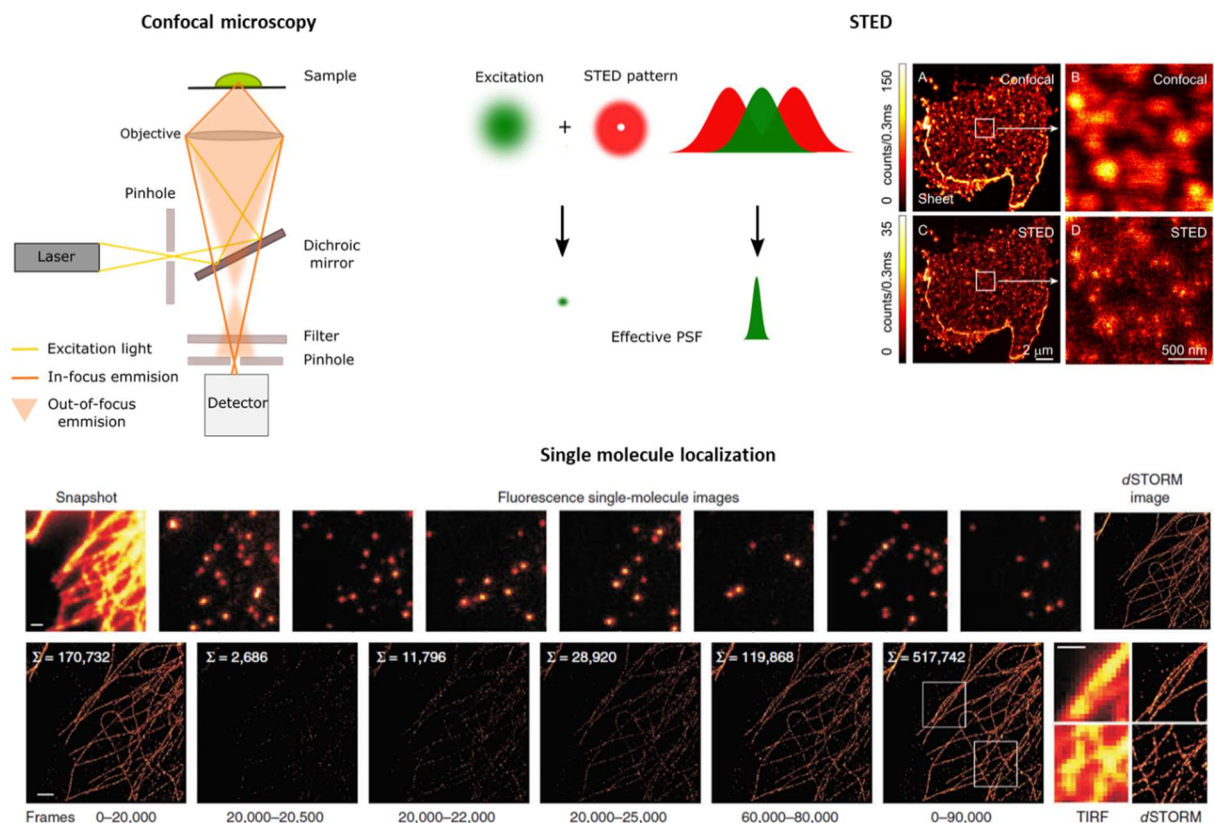 Confocal microscopy
STED
Sample
Objective
Pinhole
Laser
Dichroic
mirror
Filter
Pinhole
Detector
Excitation light
In-focus emmision
Out-of-focus
emmision
Excitation
STED pattern
+
Effective PSF
150
counts/0.3ms
0
A
Confocal
Sheet
B
Confocal
35
counts/0.3ms
0
C
STED
2 μm
D
STED
500 nm
Single molecule localization
Snapshot
Fluorescence single-molecule images
dSTORM
image
Σ = 170,732
Σ = 2,686
Σ = 11,796
Σ = 28,920
Σ = 119,868
Σ = 517,742
Frames
0–20,000
20,000–20,500
20,000–22,000
20,000–25,000
60,000–80,000
0–90,000
TIRF
dSTORM